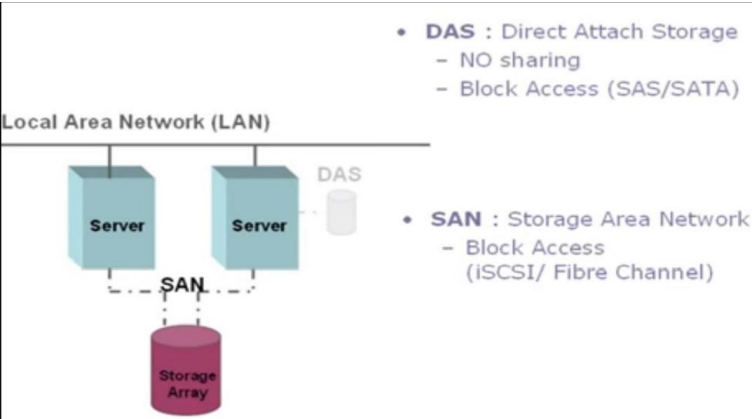 • DAS : Direct Attach Storage
– NO sharing
– Block Access (SAS/SATA)
Local Area Network (LAN)
DAS
Server
Server
• SAN : Storage Area Network
– Block Access
(iSCSI/ Fibre Channel)
SAN
Storage
Array